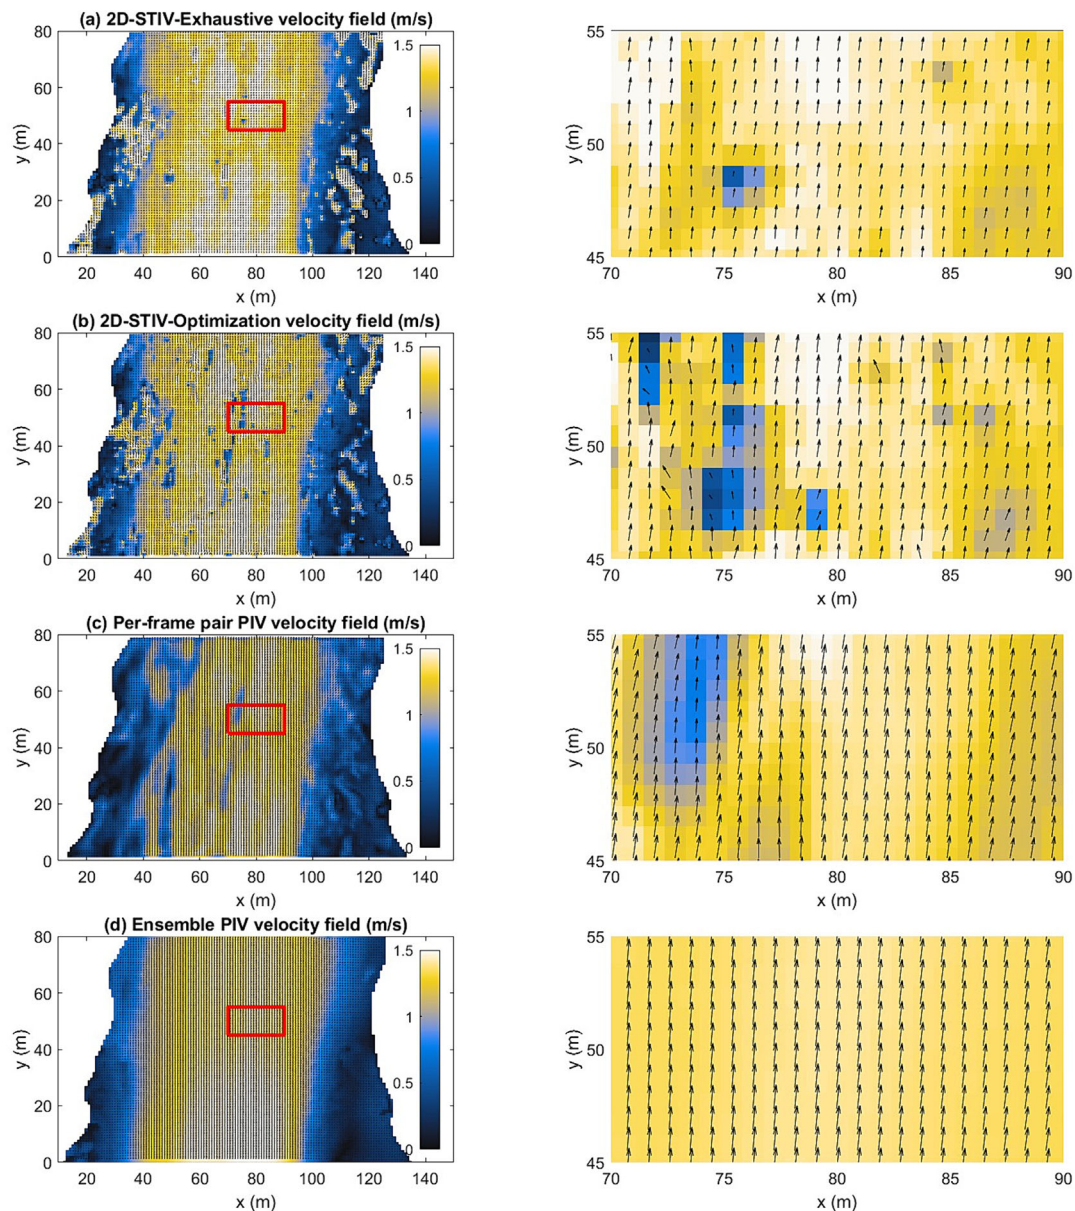 (a) 2D-STIV-Exhaustive velocity field (m/s)
80
60
40
20
0
y (m)
1.5
1
0.5
0
20 40 60 80 100 120 140
x (m)
55
50
45
y (m)
70 75 80 85 90
x (m)
(b) 2D-STIV-Optimization velocity field (m/s)
80
60
40
20
0
y (m)
1.5
1
0.5
0
20 40 60 80 100 120 140
x (m)
55
50
45
y (m)
70 75 80 85 90
x (m)
(c) Per-frame pair PIV velocity field (m/s)
80
60
40
20
0
y (m)
1.5
1
0.5
0
20 40 60 80 100 120 140
x (m)
55
50
45
y (m)
70 75 80 85 90
x (m)
(d) Ensemble PIV velocity field (m/s)
80
60
40
20
0
y (m)
1.5
1
0.5
0
20 40 60 80 100 120 140
x (m)
55
50
45
y (m)
70 75 80 85 90
x (m)